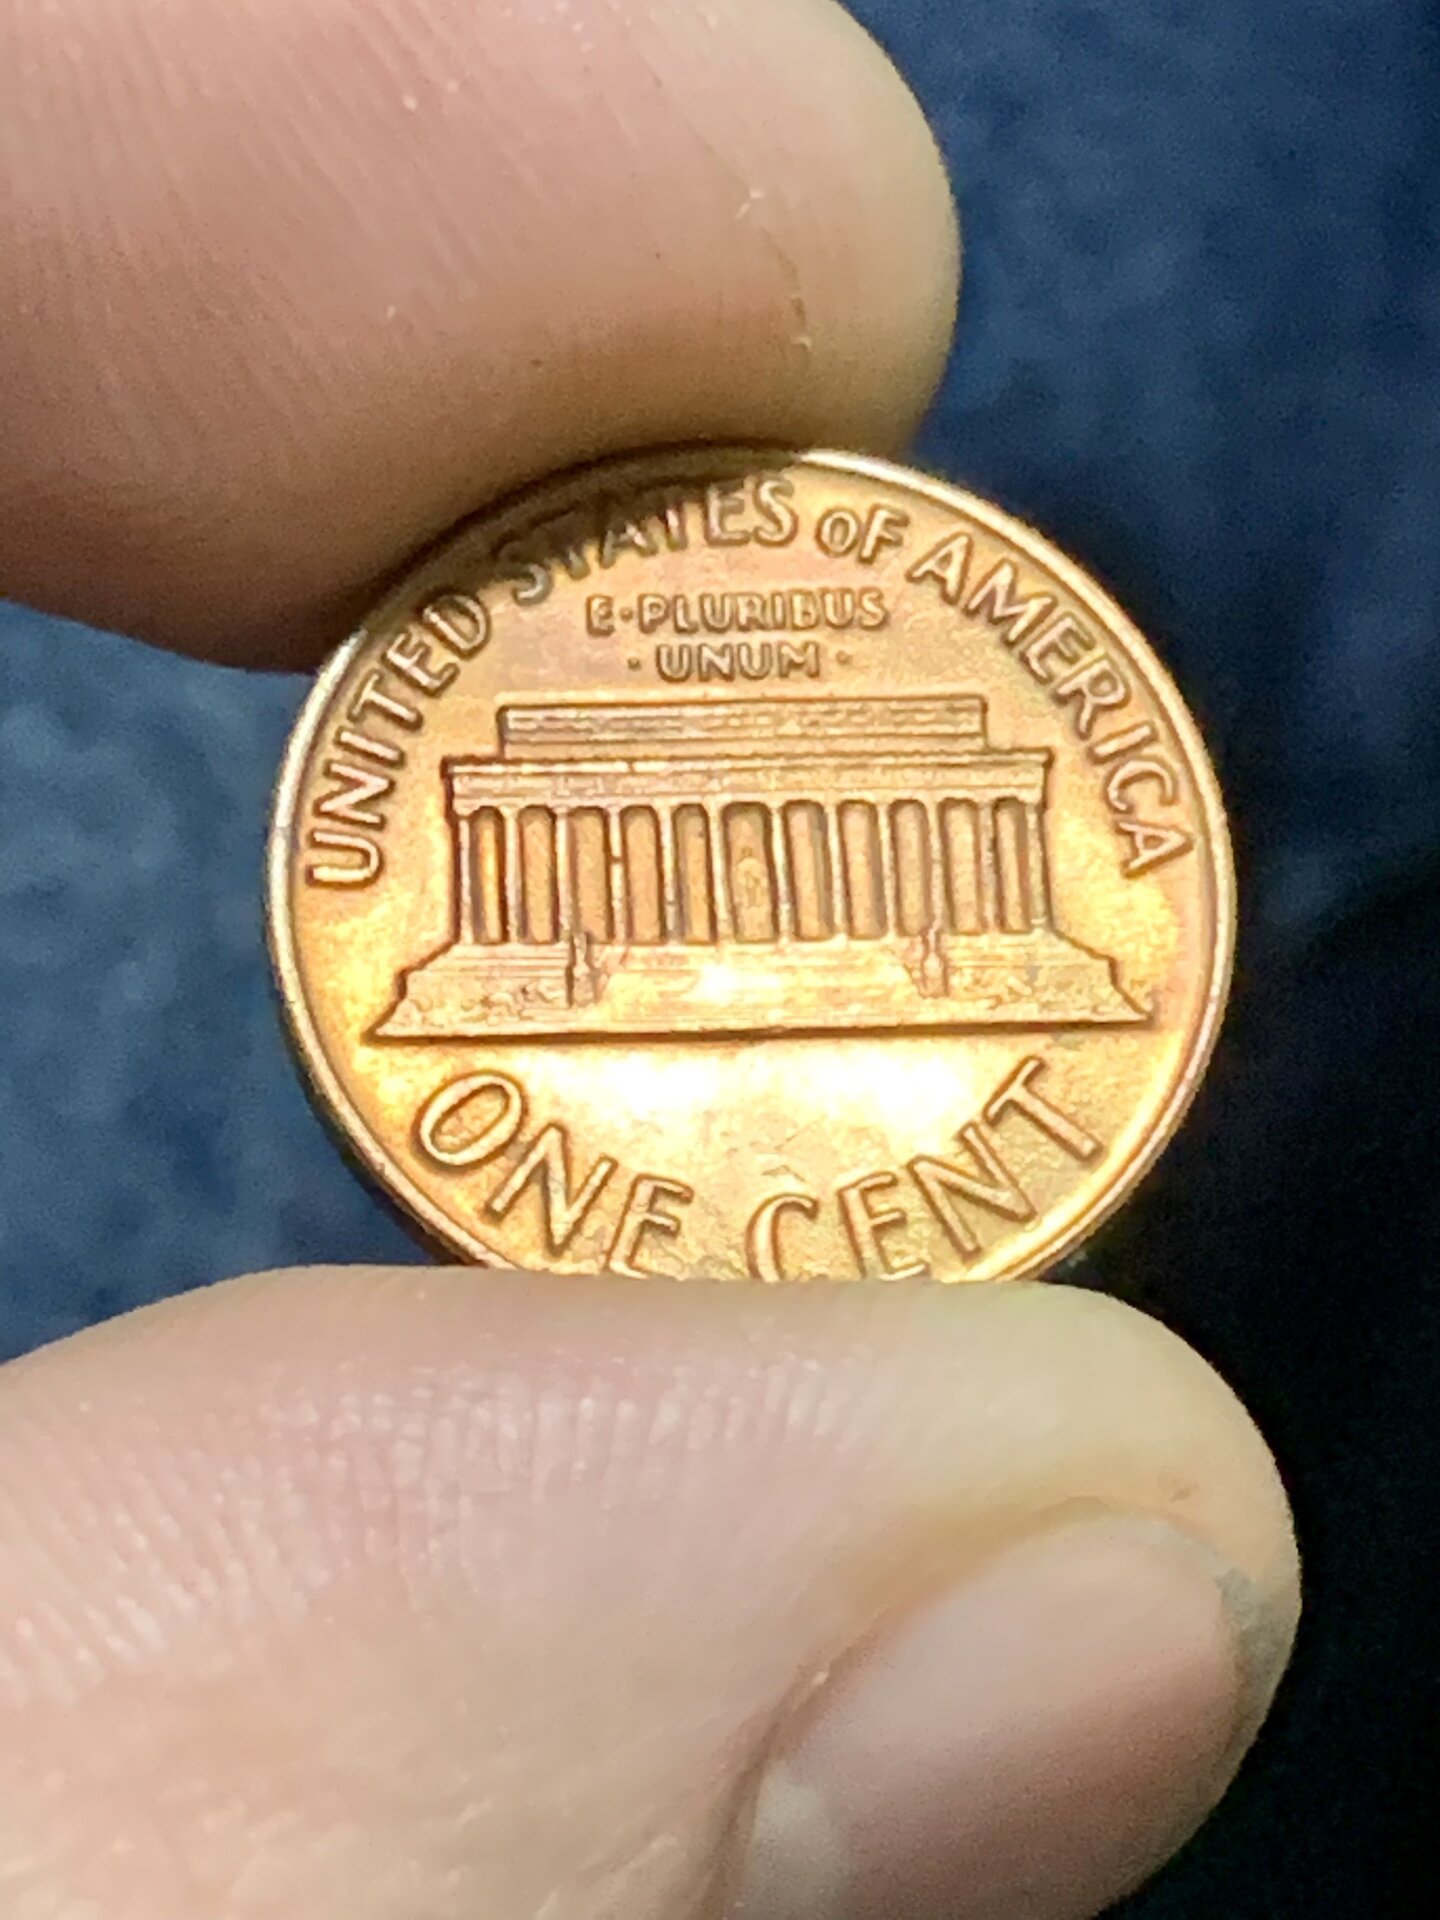 UNITED STATES OF AMERICA
E·PLURIBUS
·UNUM·
ONE CENT